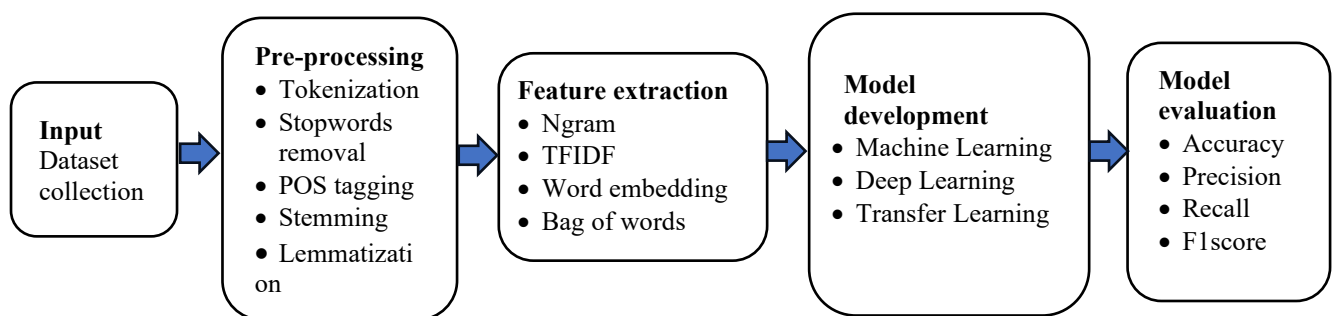 Input
Dataset
collection
Pre-processing
• Tokenization
• Stopwords
removal
• POS tagging
• Stemming
• Lemmatizati
on
Feature extraction
• Ngram
• TFIDF
• Word embedding
• Bag of words
Model
development
• Machine Learning
• Deep Learning
• Transfer Learning
Model
evaluation
• Accuracy
• Precision
• Recall
• F1score